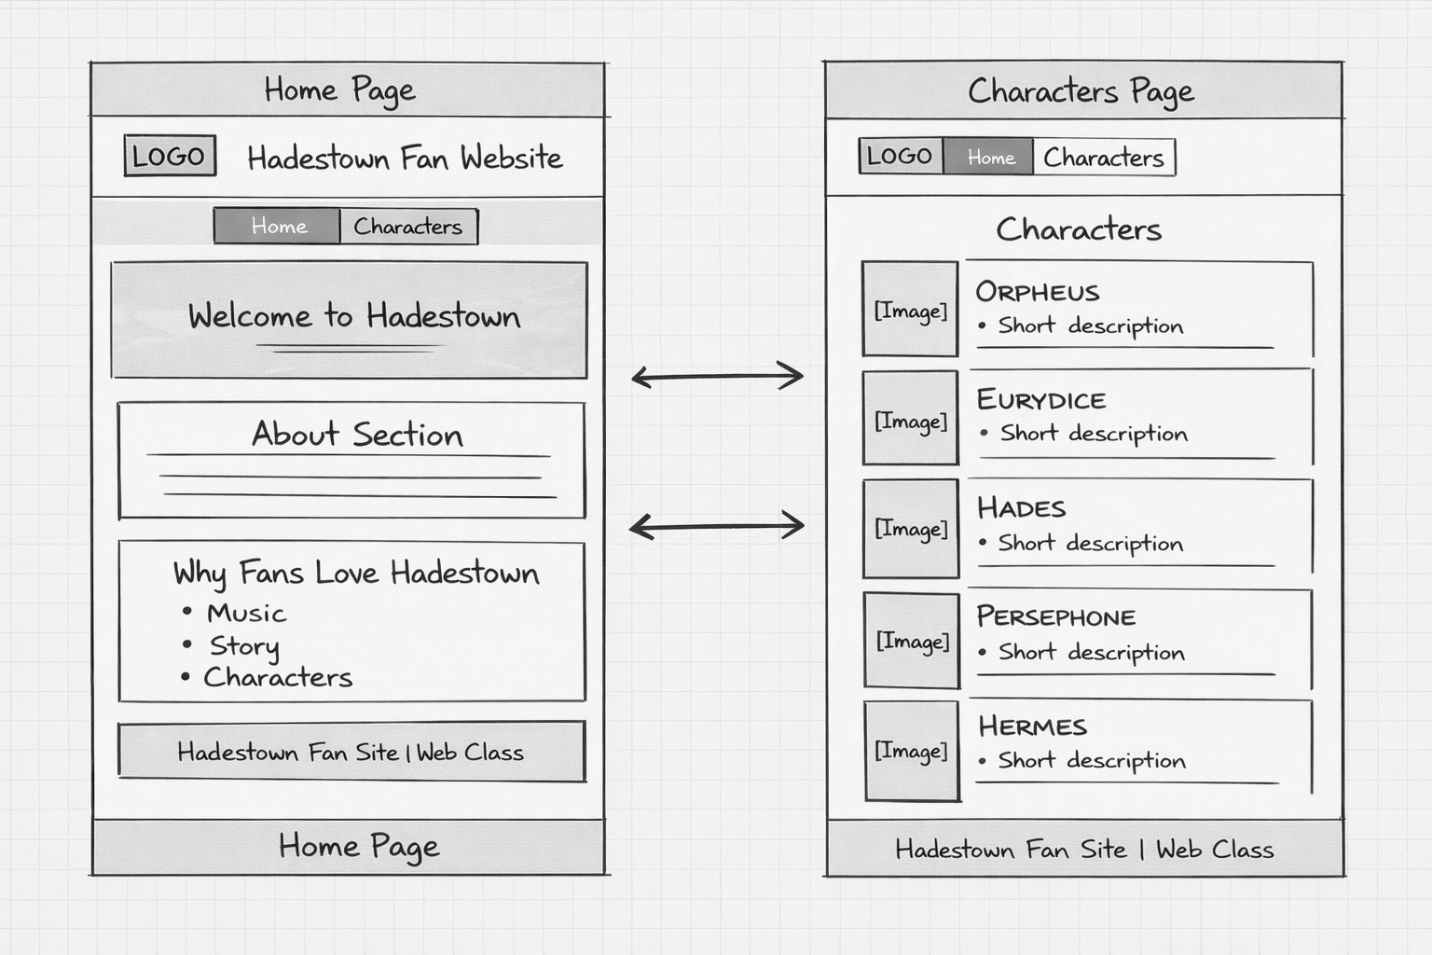 Home Page
LOGO Hadestown Fan Website
Home Characters
Welcome to Hadestown
About Section
Why Fans Love Hadestown
• Music
• Story
• Characters
Hadestown Fan Site | Web Class
Home Page
Characters Page
LOGO Home Characters
Characters
[Image]
ORPHEUS
• Short description
[Image]
EURYDICE
• Short description
[Image]
HADES
• Short description
[Image]
PERSEPHONE
• Short description
[Image]
HERMES
• Short description
Hadestown Fan Site | Web Class